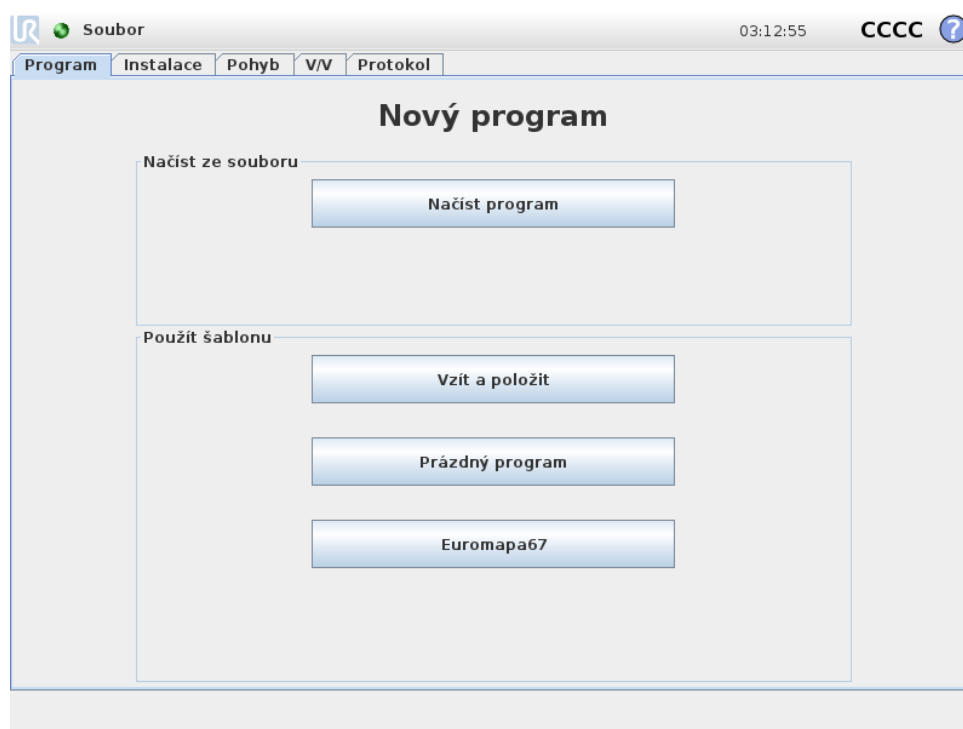 UR Soubor 03:12:55 CCCC ?
Program Instalace Pohyb V/V Protokol
Nový program
Načíst ze souboru
Načíst program
Použít šablonu
Vzít a položit
Prázdný program
Euromapa67